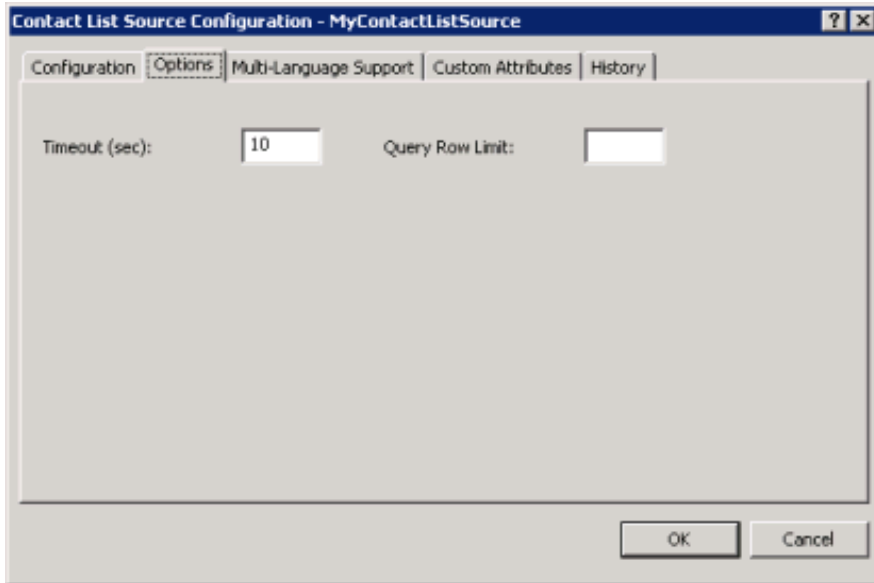 Contact List Source Configuration - MyContactListSource
Configuration Options Multi-Language Support Custom Attributes History
Timeout (sec): 10 Query Row Limit:
OK Cancel